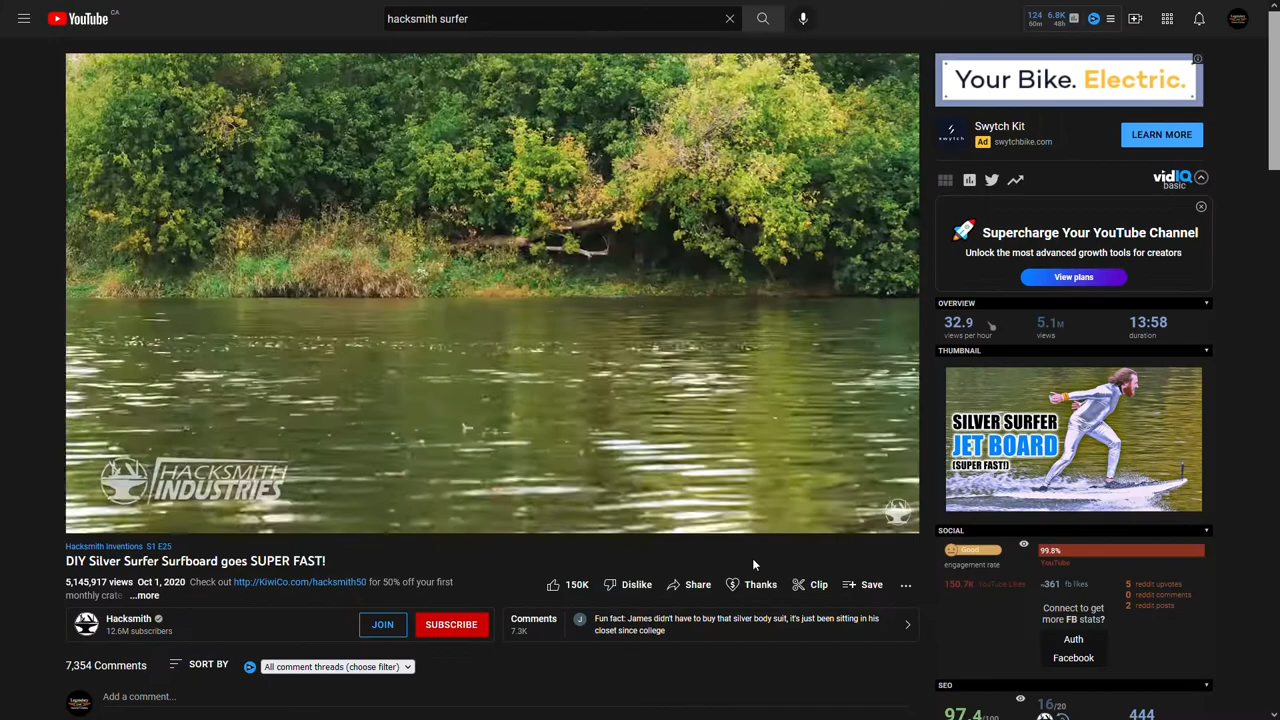 YouTube CA
hacksmith surfer
124 6.8K
60m 48h
Your Bike. Electric.
swytch
Swytch Kit
Ad swytchbike.com
LEARN MORE
vidIQ
basic
Supercharge Your YouTube Channel
Unlock the most advanced growth tools for creators
View plans
OVERVIEW
32.9 5.1M 13:58
views per hour views duration
THUMBNAIL
SILVER SURFER
JET BOARD
(SUPER FAST!)
HACKSMITH
INDUSTRIES
Hacksmith Inventions S1 E25
DIY Silver Surfer Surfboard goes SUPER FAST!
5,145,917 views Oct 1, 2020 Check out http://KiwiCo.com/hacksmith50 for 50% off your first
monthly crate ...more
150K Dislike Share Thanks Clip Save
Hacksmith
12.6M subscribers
JOIN
SUBSCRIBE
Comments
7.3K
J
Fun fact: James didn't have to buy that silver body suit, it's just been sitting in his
closet since college
7,354 Comments SORT BY All comment threads (choose filter)
Add a comment...
SOCIAL
Good
engagement rate
99.8%
YouTube
150.7K YouTube Likes
361 fb likes
5 reddit upvotes
0 reddit comments
2 reddit posts
Connect to get
more FB stats?
Auth
Facebook
SEO
97.4/100
16/20
444